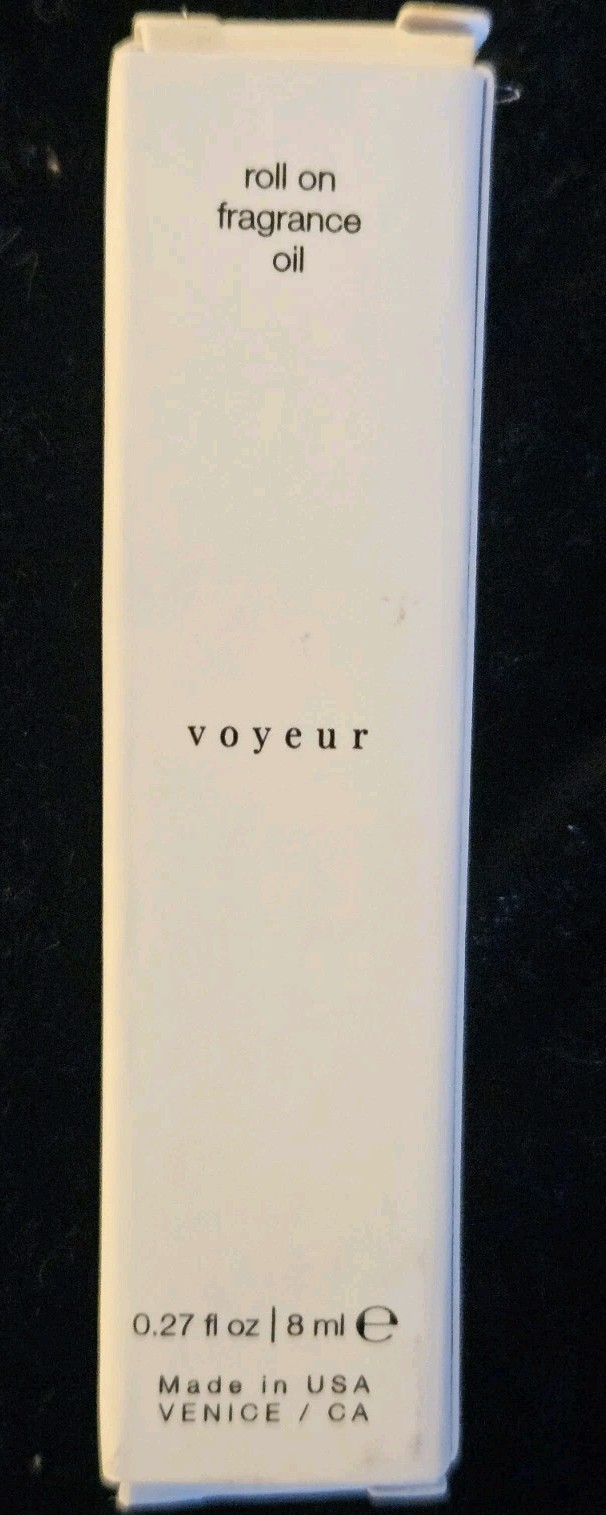 roll on
fragrance
oil
voyeur
0.27 fl oz | 8 ml ℮
Made in USA
VENICE / CA